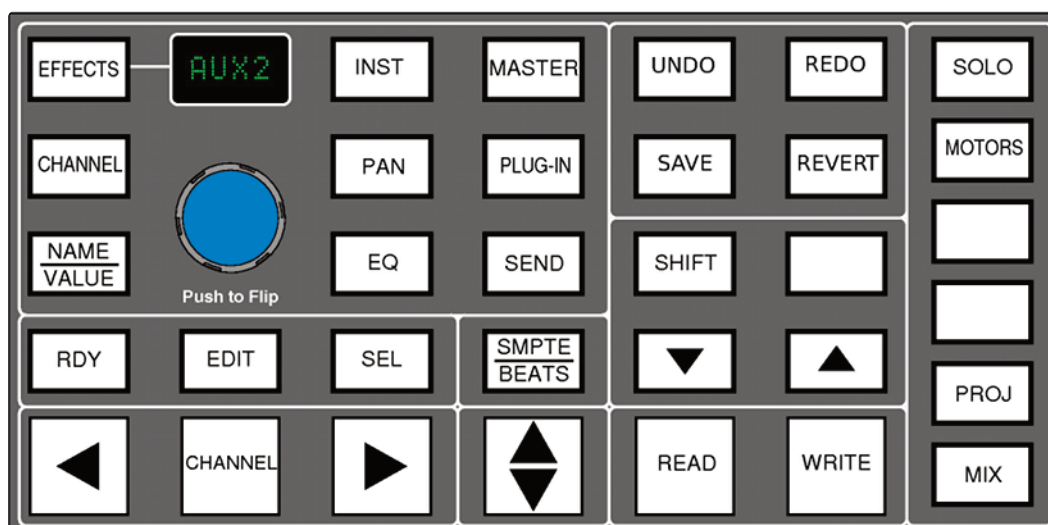 EFFECTS
AUX2
INST
MASTER
UNDO
REDO
SOLO
CHANNEL
PAN
PLUG-IN
SAVE
REVERT
MOTORS
NAME
VALUE
Push to Flip
EQ
SEND
SHIFT
RDY
EDIT
SEL
SMPTE
BEATS
PROJ
CHANNEL
READ
WRITE
MIX